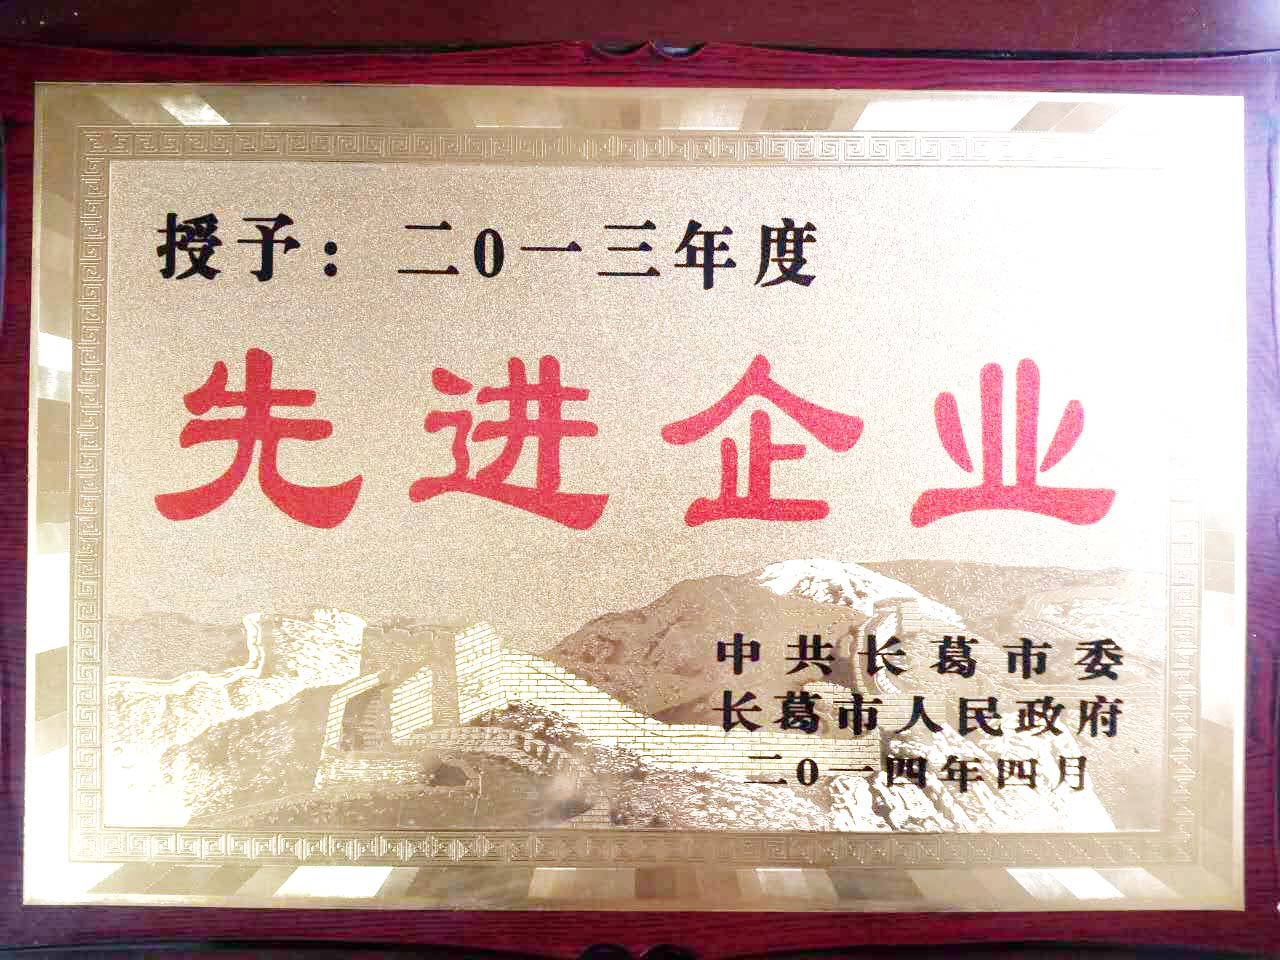 授予：二0一三年度
先进企业
中共长葛市委
长葛市人民政府
二0一四年四月